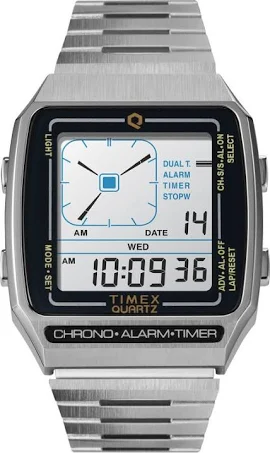 Q
LIGHT
CH./S./AL.-ON
SELECT
DUAL T.
ALARM
TIMER
STOPW
AM DATE 14
WED
AM 10:09 36
MODE • SET
ADV./AL.OFF
LAP/RESET
TIMEX
QUARTZ
CHRONO•ALARM•TIMER